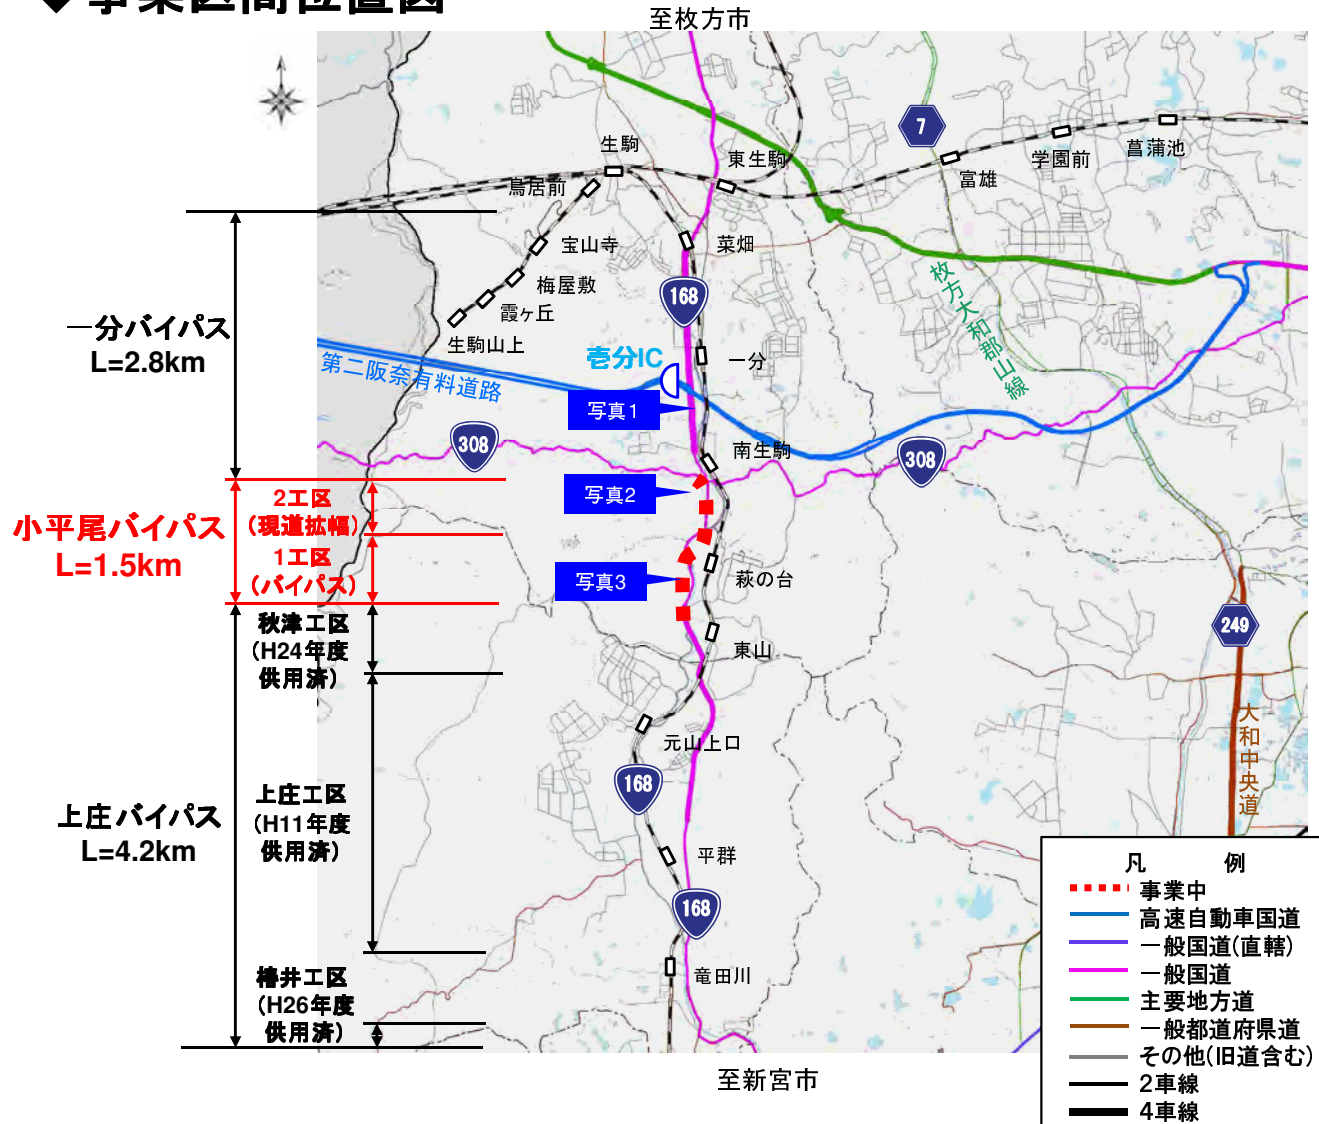 ◆事業区間位置図
至枚方市
7
生駒
東生駒
富雄
学園前
菖蒲池
鳥居前
宝山寺
菜畑
梅屋敷
霞ヶ丘
生駒山上
168
枚方大和郡山線
一分バイパス
L=2.8km
第二阪奈有料道路
壱分IC
一分
写真1
308
南生駒
308
写真2
小平尾バイパス
L=1.5km
2工区
(現道拡幅)
1工区
(バイパス)
写真3
萩の台
秋津工区
(H24年度
供用済)
東山
249
元山上口
大和中央道
168
上庄バイパス
L=4.2km
上庄工区
(H11年度
供用済)
平群
168
椿井工区
(H26年度
供用済)
竜田川
至新宮市
凡例
事業中
高速自動車国道
一般国道(直轄)
一般国道
主要地方道
一般都道府県道
その他(旧道含む)
2車線
4車線